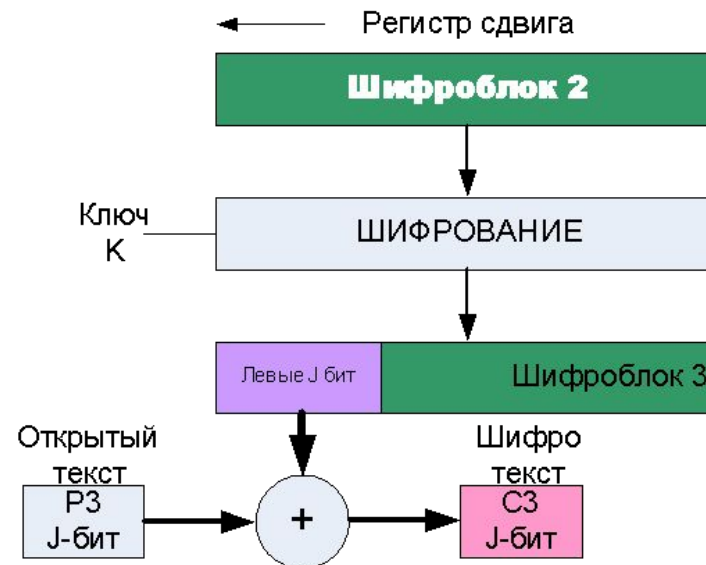 Регистр сдвига
Шифроблок 2
Ключ
K
ШИФРОВАНИЕ
Левые J бит
Шифроблок 3
Открытый
текст
P3
J-бит
+
Шифро
текст
C3
J-бит